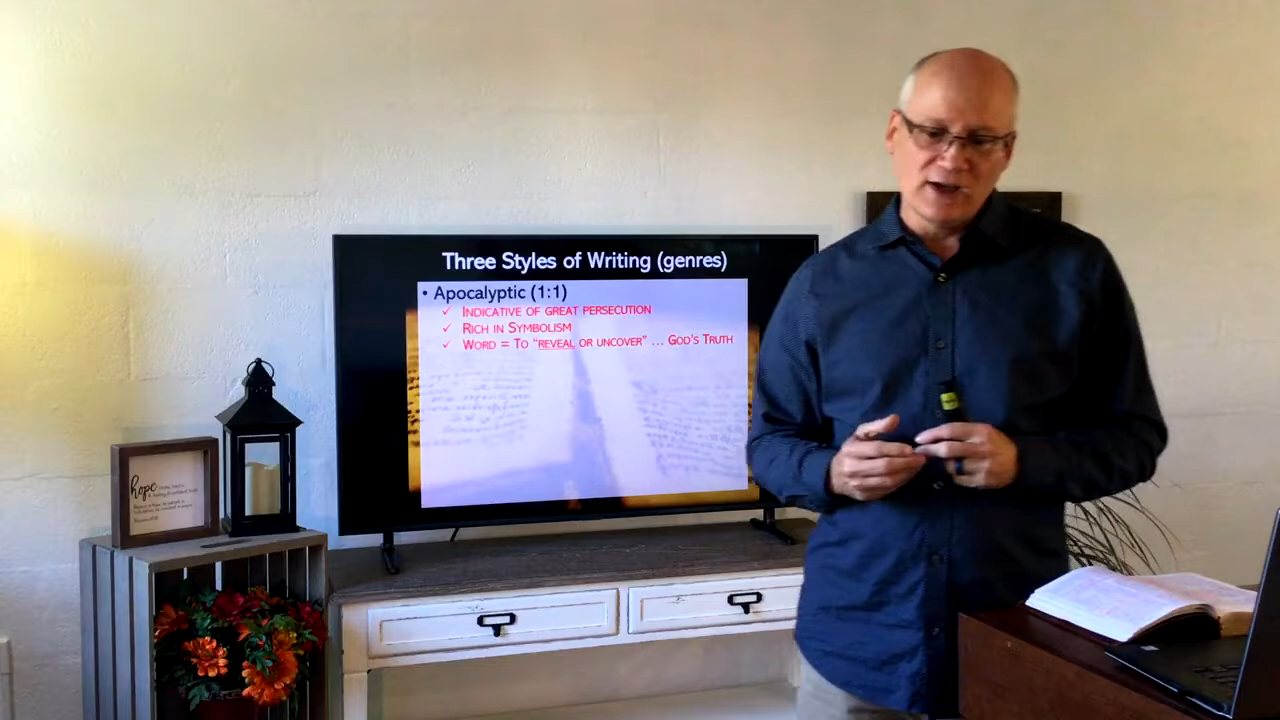 Three Styles of Writing (genres)
• Apocalyptic (1:1)
✓ INDICATIVE OF GREAT PERSECUTION
✓ RICH IN SYMBOLISM
✓ WORD = TO "REVEAL OR UNCOVER" … GOD'S TRUTH
hope